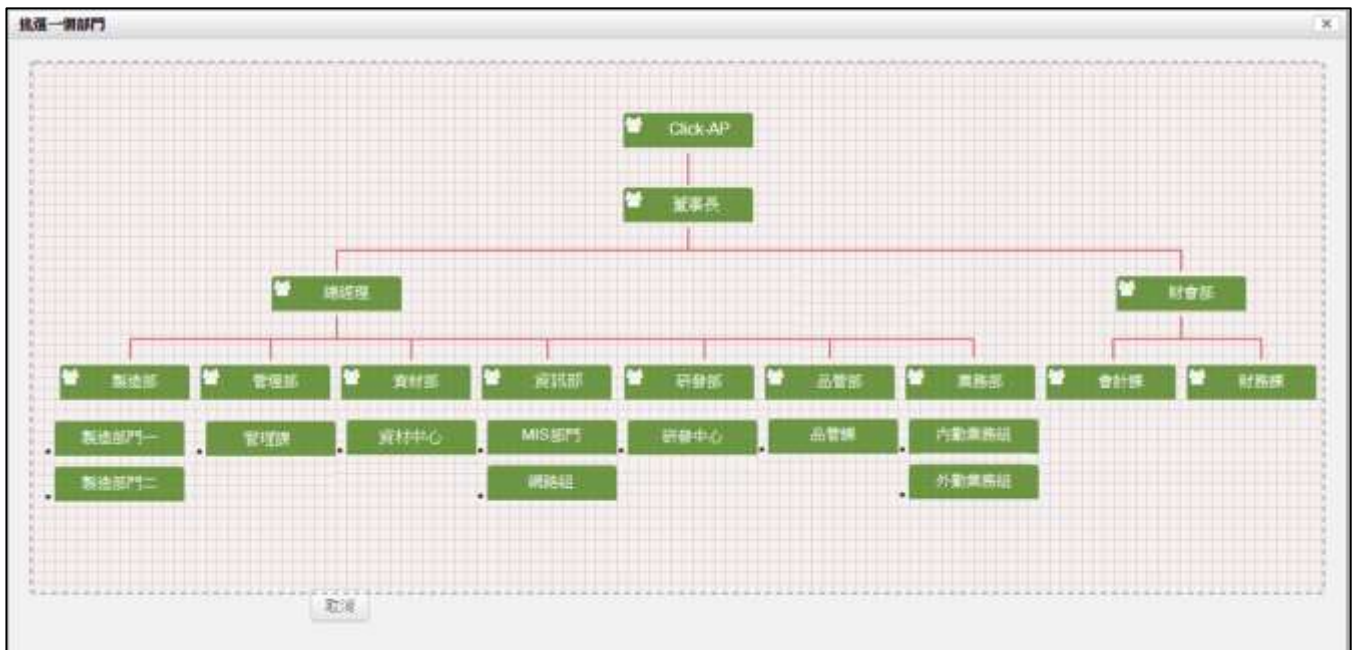 挑選一個部門
Click-AP
董事長
總經理
財會部
製造部
管理部
資材部
資訊部
研發部
品管部
業務部
會計課
財務課
製造部門一
管理課
資材中心
MIS部門
研發中心
品管課
內勤業務組
製造部門二
網路組
外勤業務組
取消